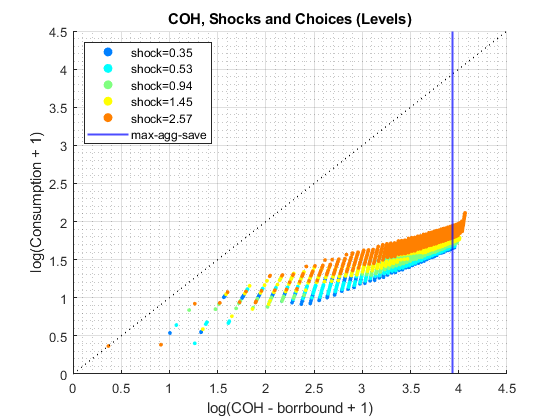 COH, Shocks and Choices (Levels)
log(Consumption + 1)
4.5
4
3.5
3
2.5
2
1.5
1
0.5
0
shock=0.35
shock=0.53
shock=0.94
shock=1.45
shock=2.57
max-agg-save
0 0.5 1 1.5 2 2.5 3 3.5 4 4.5
log(COH - borrbound + 1)